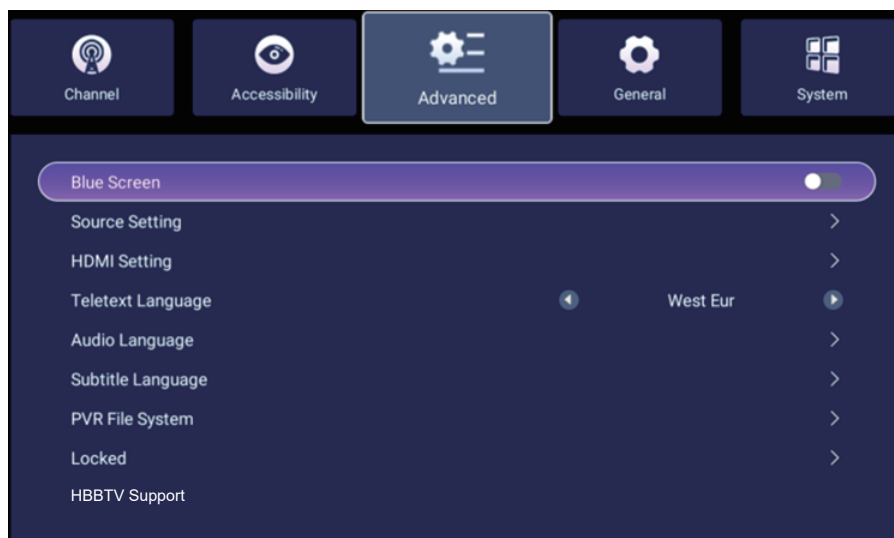 Channel
Accessibility
Advanced
General
System
Blue Screen
Source Setting
HDMI Setting
Teletext Language West Eur
Audio Language
Subtitle Language
PVR File System
Locked
HBBTV Support